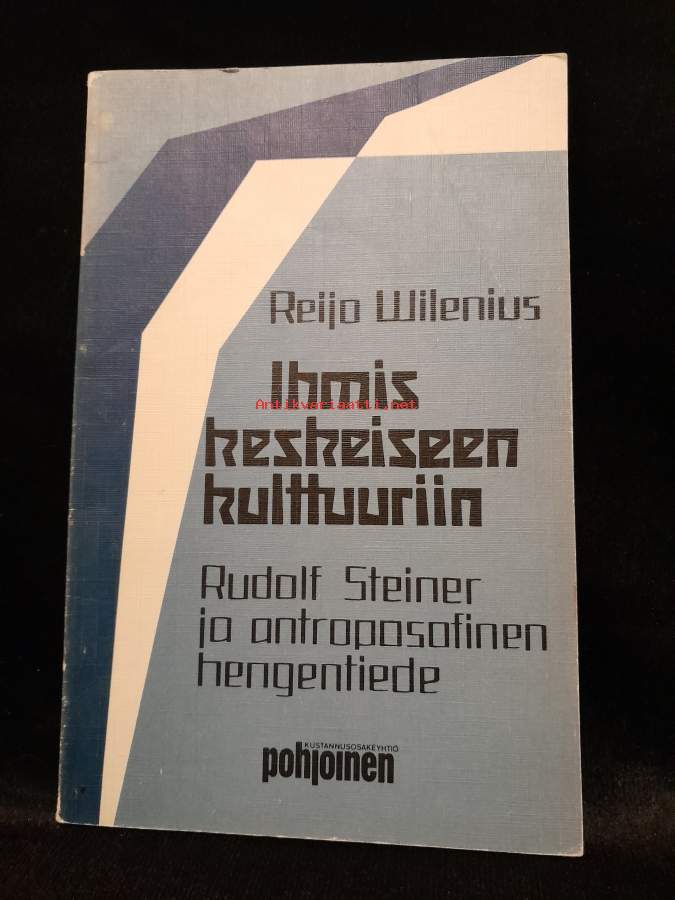 Reijo Wilenius
Ihmis
Antikvariaatti.net
keskeiseen
kulttuuriin
Rudolf Steiner
ja antroposofinen
hengentiede
KUSTANNUSOSAKEYHTIÖ
pohjoinen